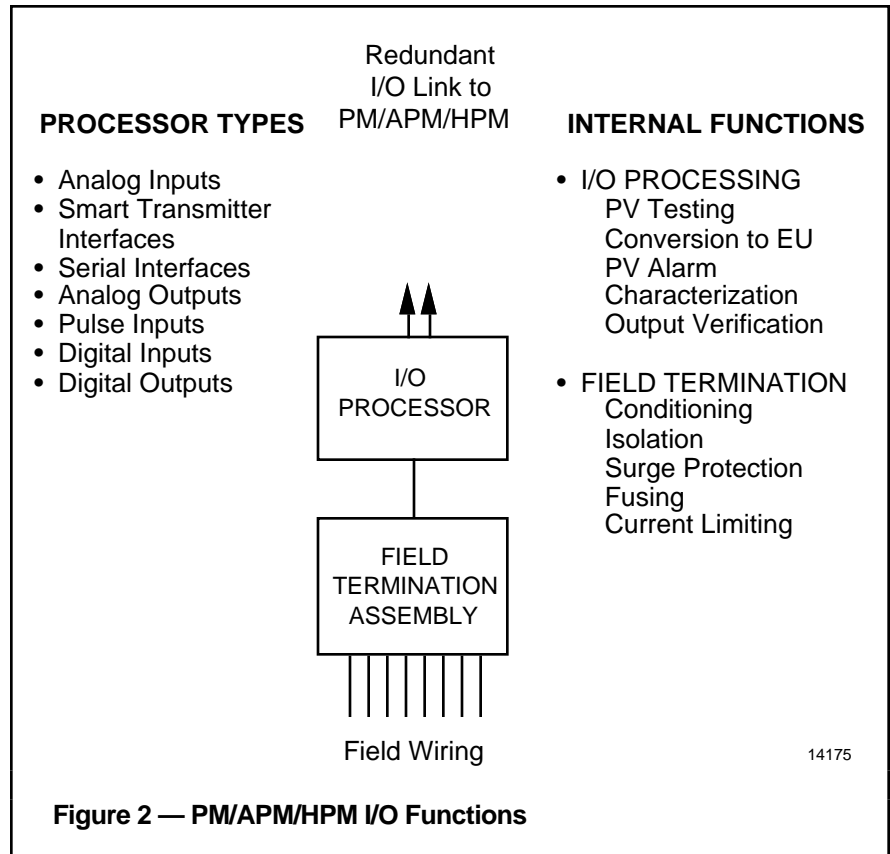 Redundant
I/O Link to
PM/APM/HPM
PROCESSOR TYPES
• Analog Inputs
• Smart Transmitter
Interfaces
• Serial Interfaces
• Analog Outputs
• Pulse Inputs
• Digital Inputs
• Digital Outputs
INTERNAL FUNCTIONS
• I/O PROCESSING
PV Testing
Conversion to EU
PV Alarm
Characterization
Output Verification
• FIELD TERMINATION
Conditioning
Isolation
Surge Protection
Fusing
Current Limiting
I/O
PROCESSOR
FIELD
TERMINATION
ASSEMBLY
Field Wiring
14175
Figure 2 — PM/APM/HPM I/O Functions